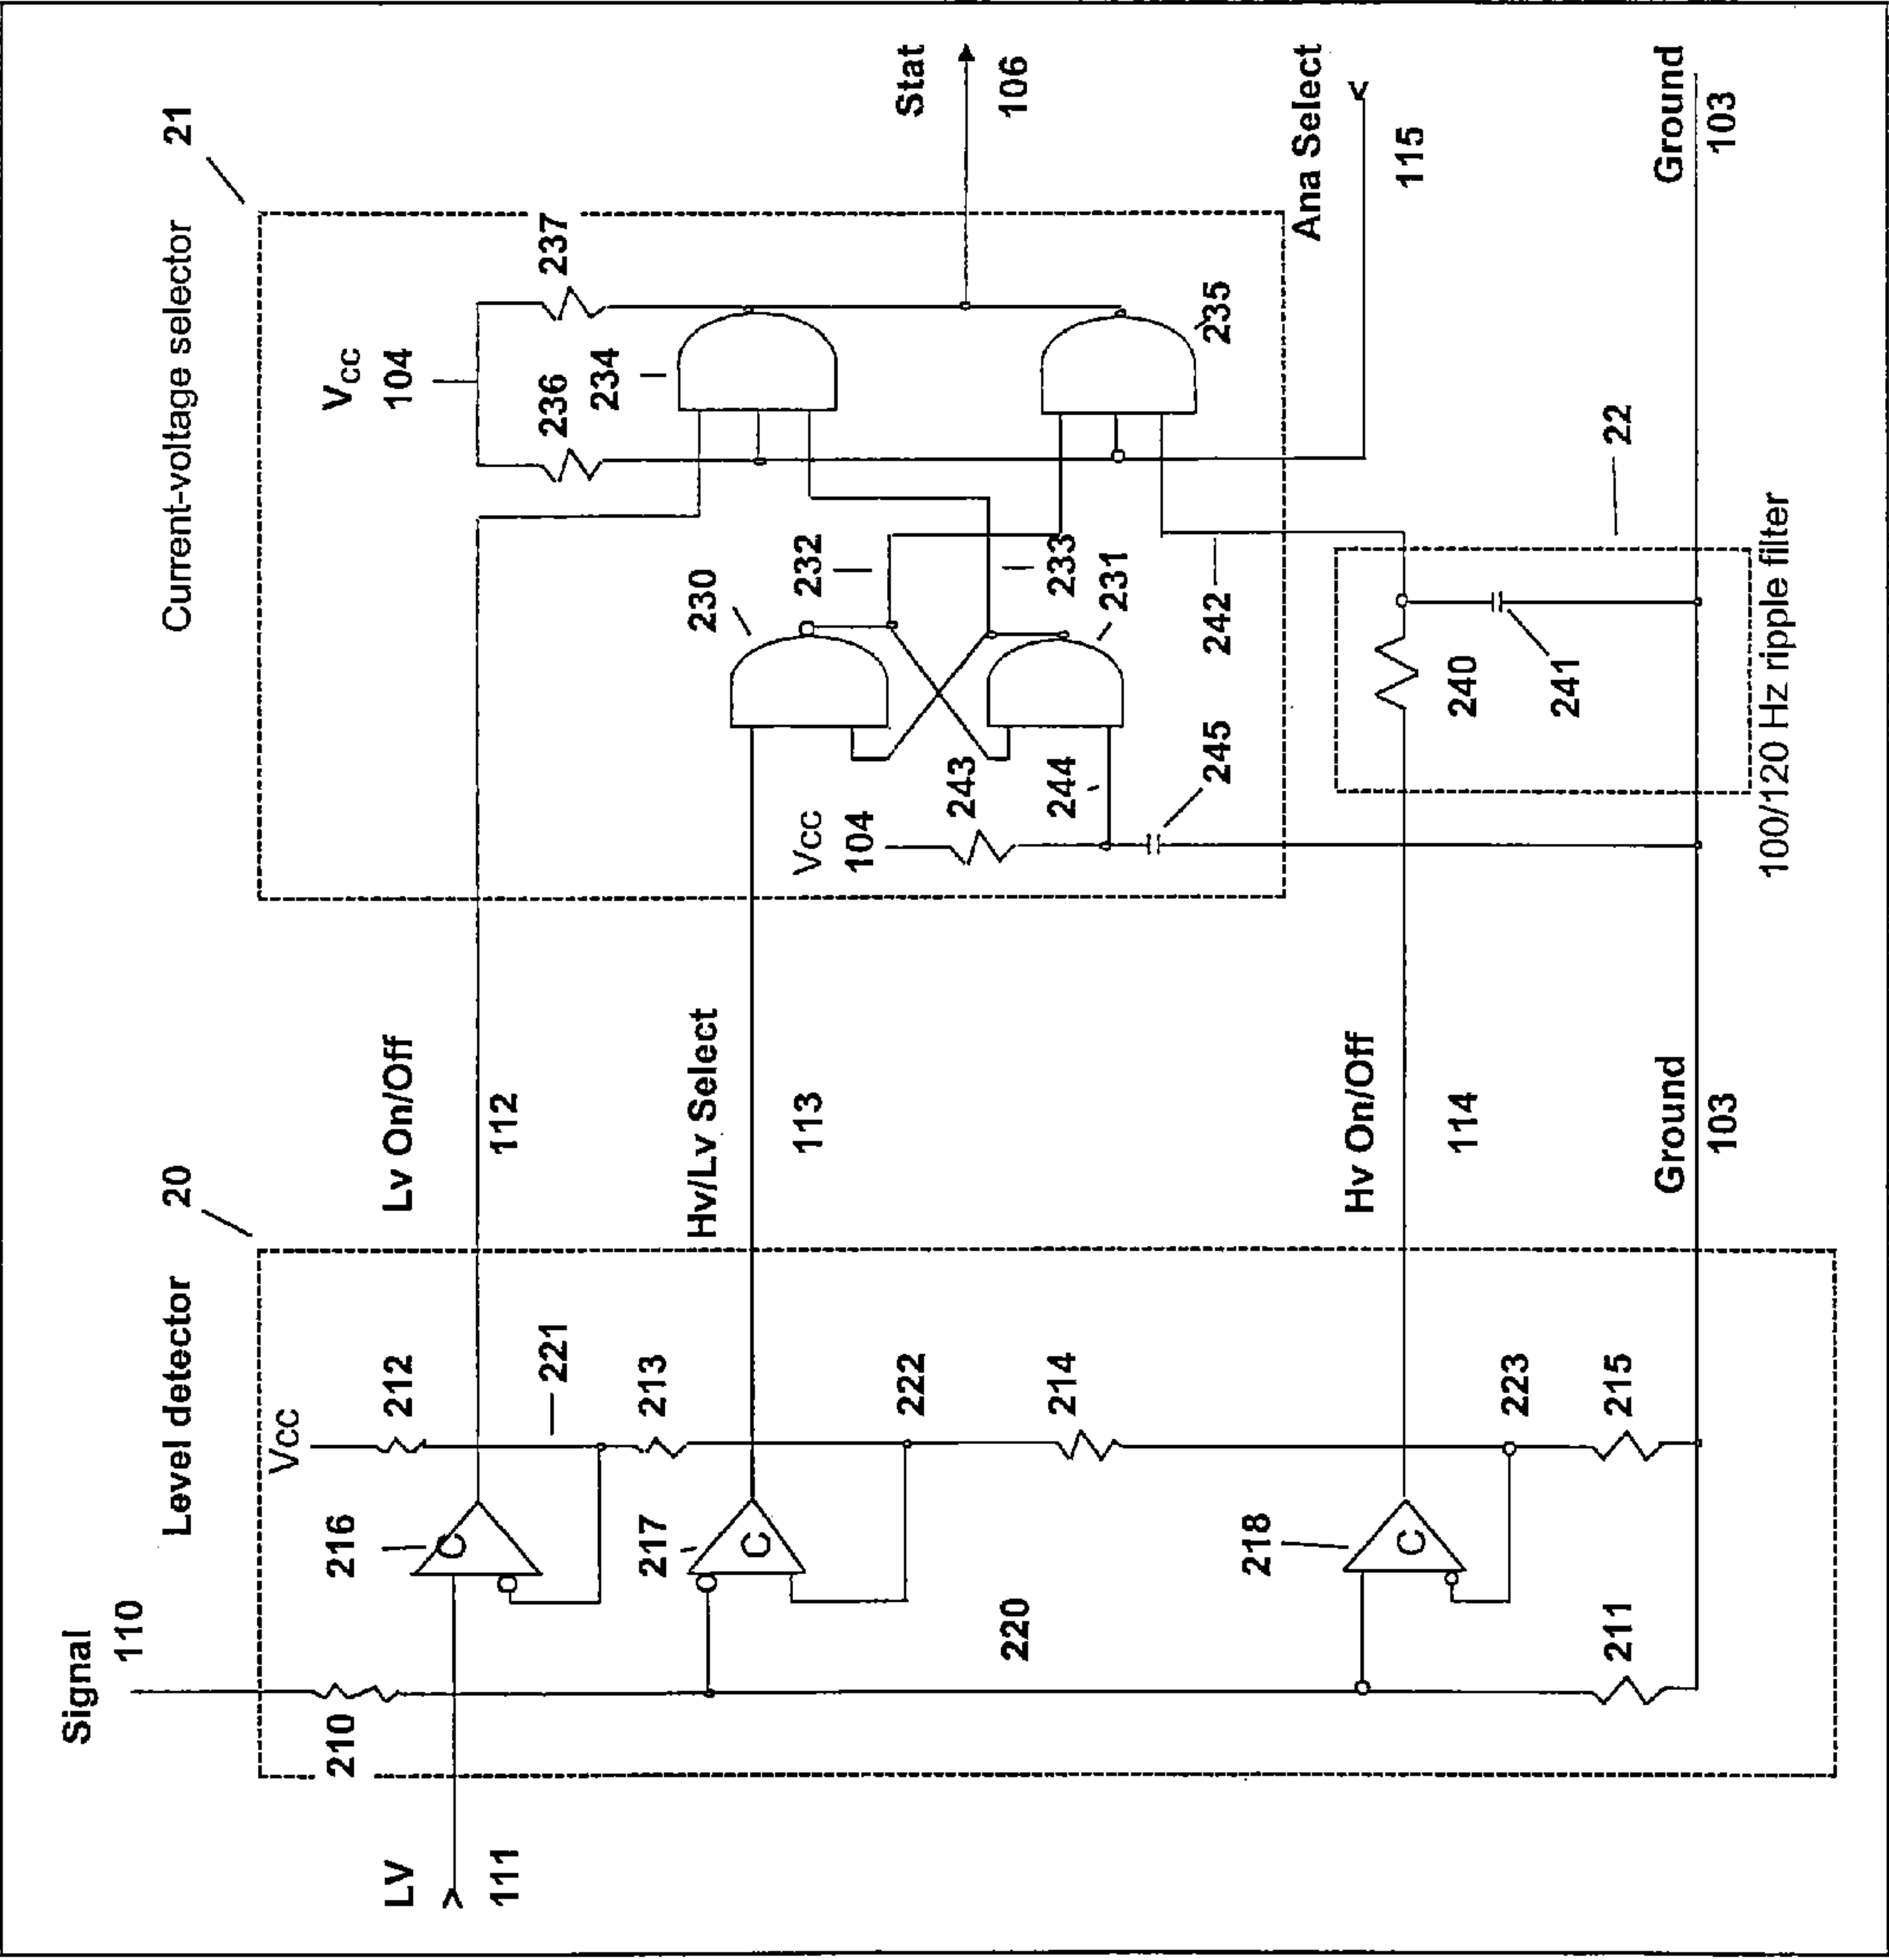 Signal
110
LV
111
Level detector
20
Vcc
210
212
216
221
217
213
222
220
214
218
223
211
215
Lv On/Off
112
Hv/Lv Select
113
Hv On/Off
114
Ground
103
Current-voltage selector
21
Vcc
104
236
237
234
230
232
233
231
235
Vcc
104
243
244
245
242
Stat
106
Ana Select
115
240
241
22
100/120 Hz ripple filter
Ground
103
C
C
C